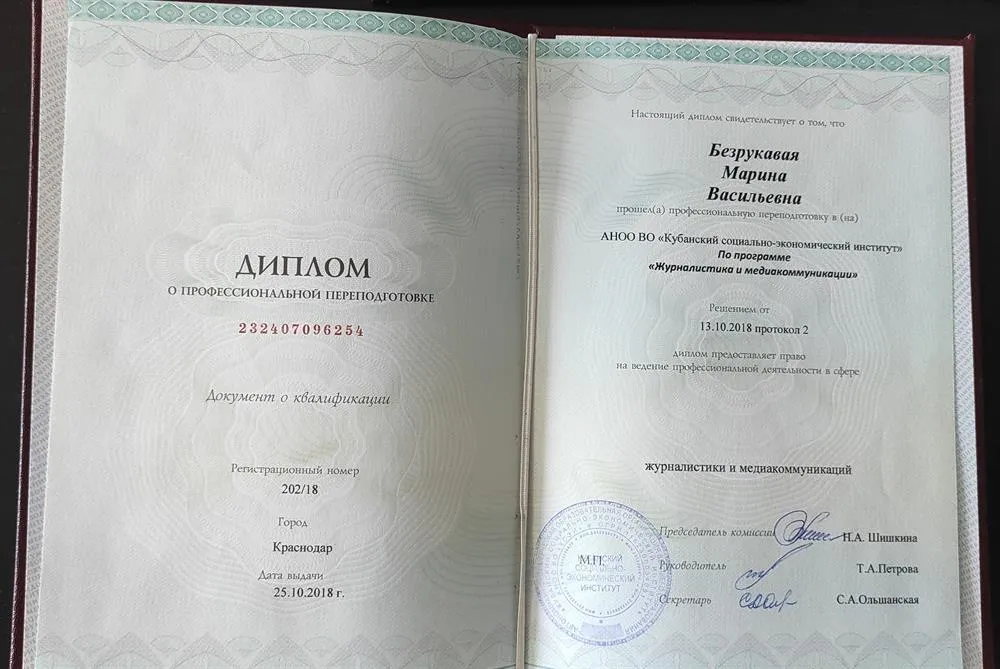 ДИПЛОМ
О ПРОФЕССИОНАЛЬНОЙ ПЕРЕПОДГОТОВКЕ
232407096254
Документ о квалификации
Регистрационный номер
202/18
Город
Краснодар
Дата выдачи
25.10.2018 г.
Настоящий диплом свидетельствует о том, что
Безрукавая
Марина
Васильевна
прошел(а) профессиональную переподготовку в (на)
АНОО ВО «Кубанский социально-экономический институт»
По программе
«Журналистика и медиакоммуникации»
Решением от
13.10.2018 протокол 2
диплом предоставляет право
на ведение профессиональной деятельности в сфере
журналистики и медиакоммуникаций
Председатель комиссии Н.А. Шишкина
М.П.
Руководитель Т.А.Петрова
Секретарь С.А.Ольшанская
СОЦИАЛЬНО-
ЭКОНОМИЧЕСКИЙ
ИНСТИТУТ